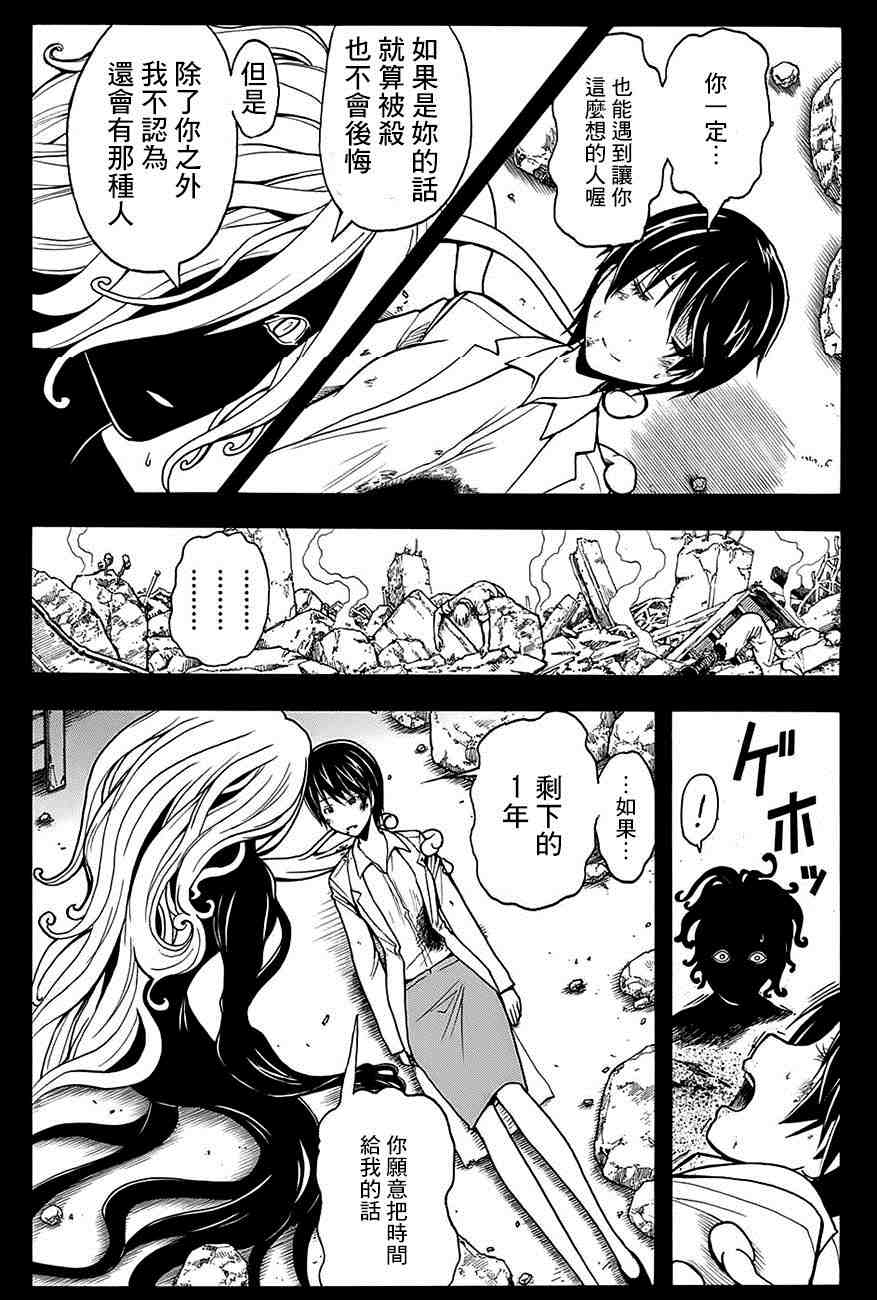 你一定…
也能遇到讓你
這麼想的人喔
如果是妳的話
就算被殺
也不會後悔
但是
除了你之外
我不認為
還會有那種人
………
………
ゲホッ
！
…如果…
剩下的
1年
你願意把時間
給我的話